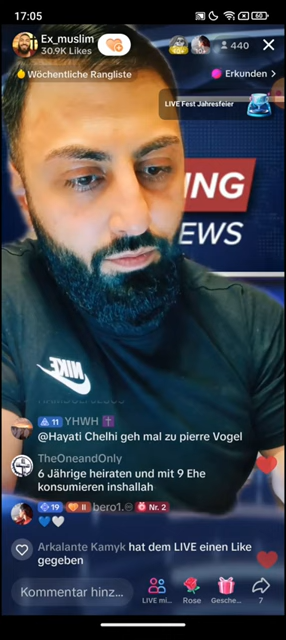 17:05
60
Ex_muslim
30.9K Likes
440
Wöchentliche Rangliste
Erkunden >
LIVE Fest Jahresfeier
ING
EWS
NIKE
11 YHWH
@Hayati Chelhi geh mal zu pierre Vogel
TheOneandOnly
6 Jährige heiraten und mit 9 Ehe
konsumieren inshallah
19 II bero1. Nr. 2
Arkalante Kamyk hat dem LIVE einen Like
gegeben
Kommentar hinz...
LIVE mi...
Rose
Gesche...
7